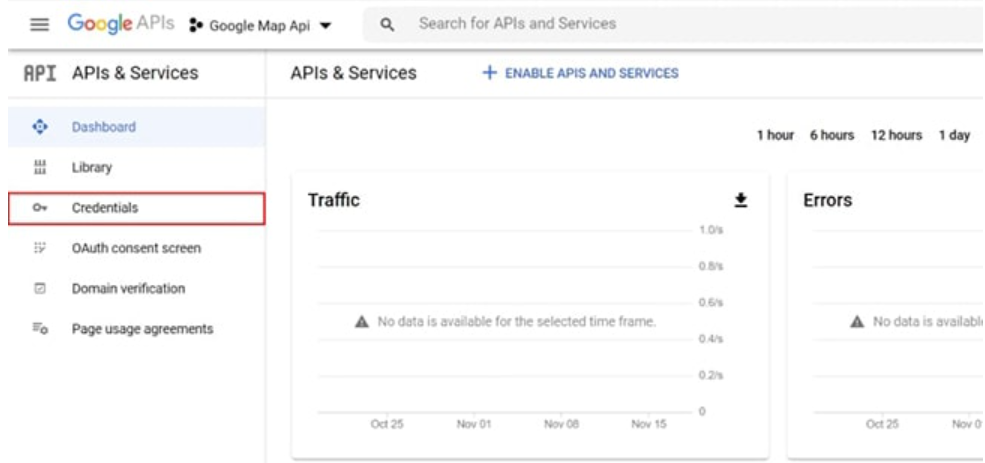 Google APIs Google Map Api Search for APIs and Services
API APIs & Services
APIs & Services + ENABLE APIS AND SERVICES
Dashboard
Library
Credentials
OAuth consent screen
Domain verification
Page usage agreements
1 hour 6 hours 12 hours 1 day
Traffic
1.0/s
0.8/s
0.6/s
No data is available for the selected time frame.
0.4/s
0.2/s
0
Oct 25 Nov 01 Nov 08 Nov 15
Errors
No data is available
Oct 25 Nov 0